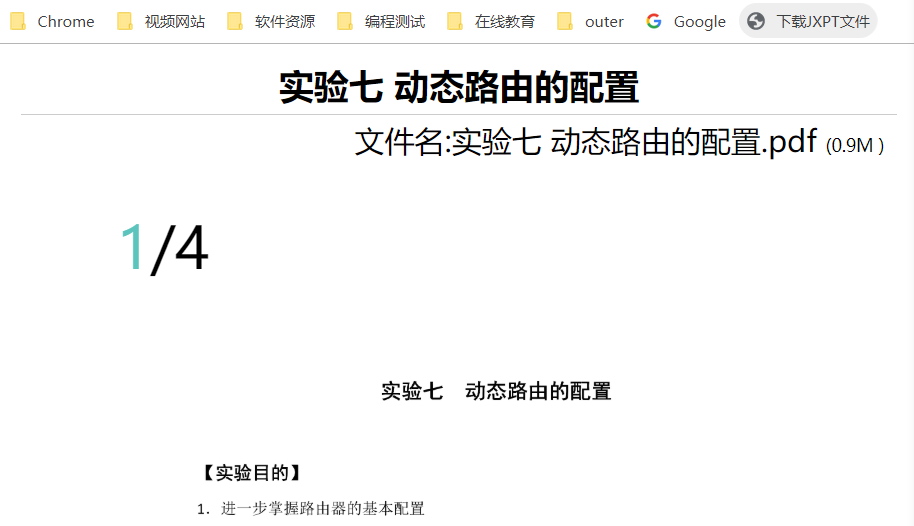 Chrome 视频网站 软件资源 编程测试 在线教育 outer Google 下载JXPT文件
实验七 动态路由的配置
文件名:实验七 动态路由的配置.pdf (0.9M )
1/4
实验七 动态路由的配置
【实验目的】
1. 进一步掌握路由器的基本配置